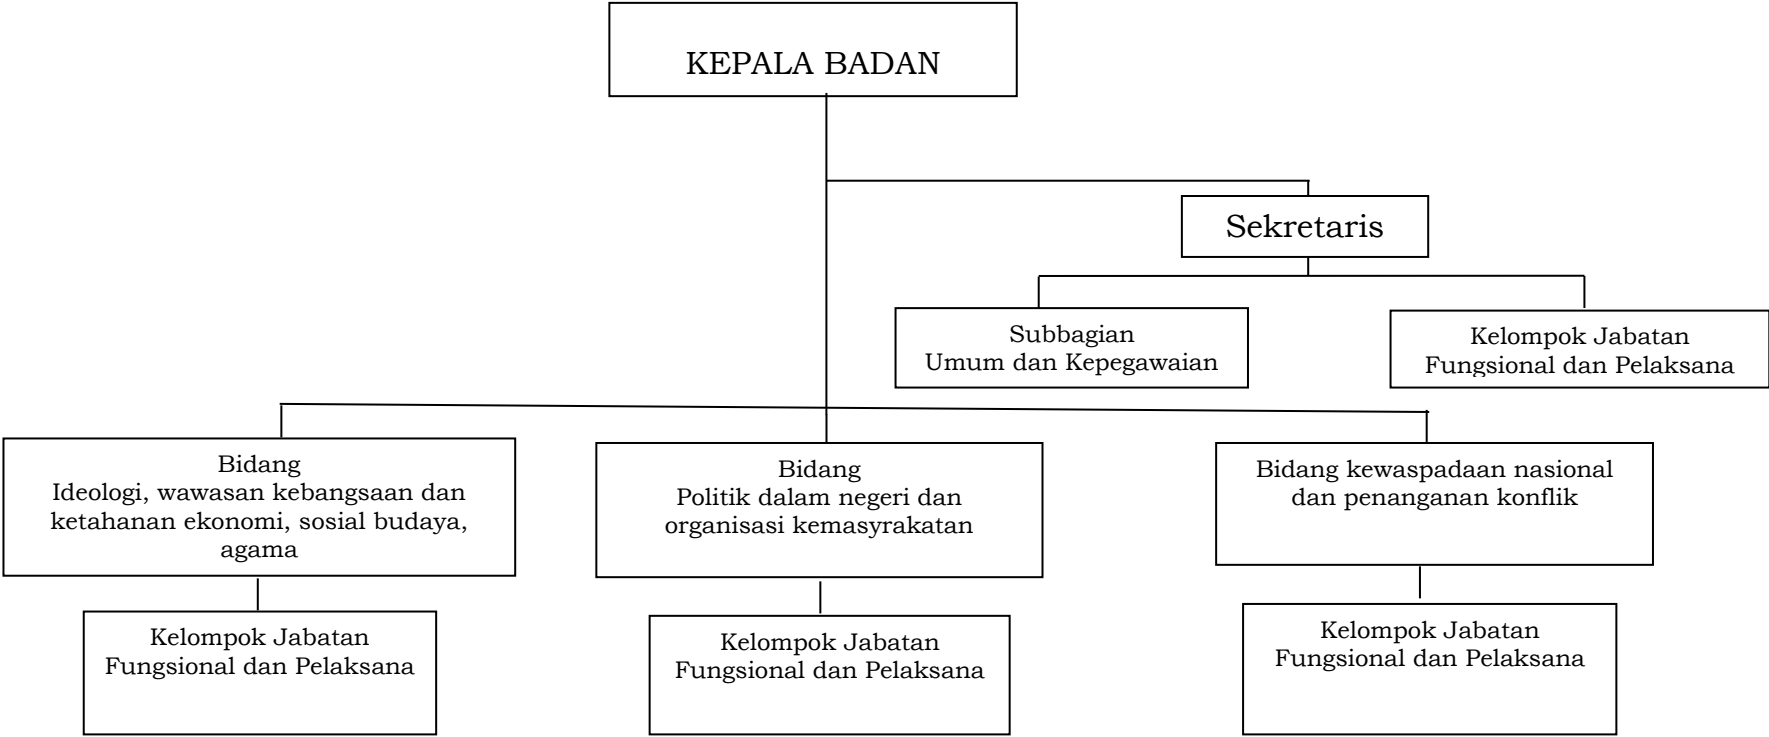 KEPALA BADAN
Sekretaris
Subbagian
Umum dan Kepegawaian
Kelompok Jabatan
Fungsional dan Pelaksana
Bidang
Ideologi, wawasan kebangsaan dan
ketahanan ekonomi, sosial budaya,
agama
Bidang
Politik dalam negeri dan
organisasi kemasyrakatan
Bidang kewaspadaan nasional
dan penanganan konflik
Kelompok Jabatan
Fungsional dan Pelaksana
Kelompok Jabatan
Fungsional dan Pelaksana
Kelompok Jabatan
Fungsional dan Pelaksana